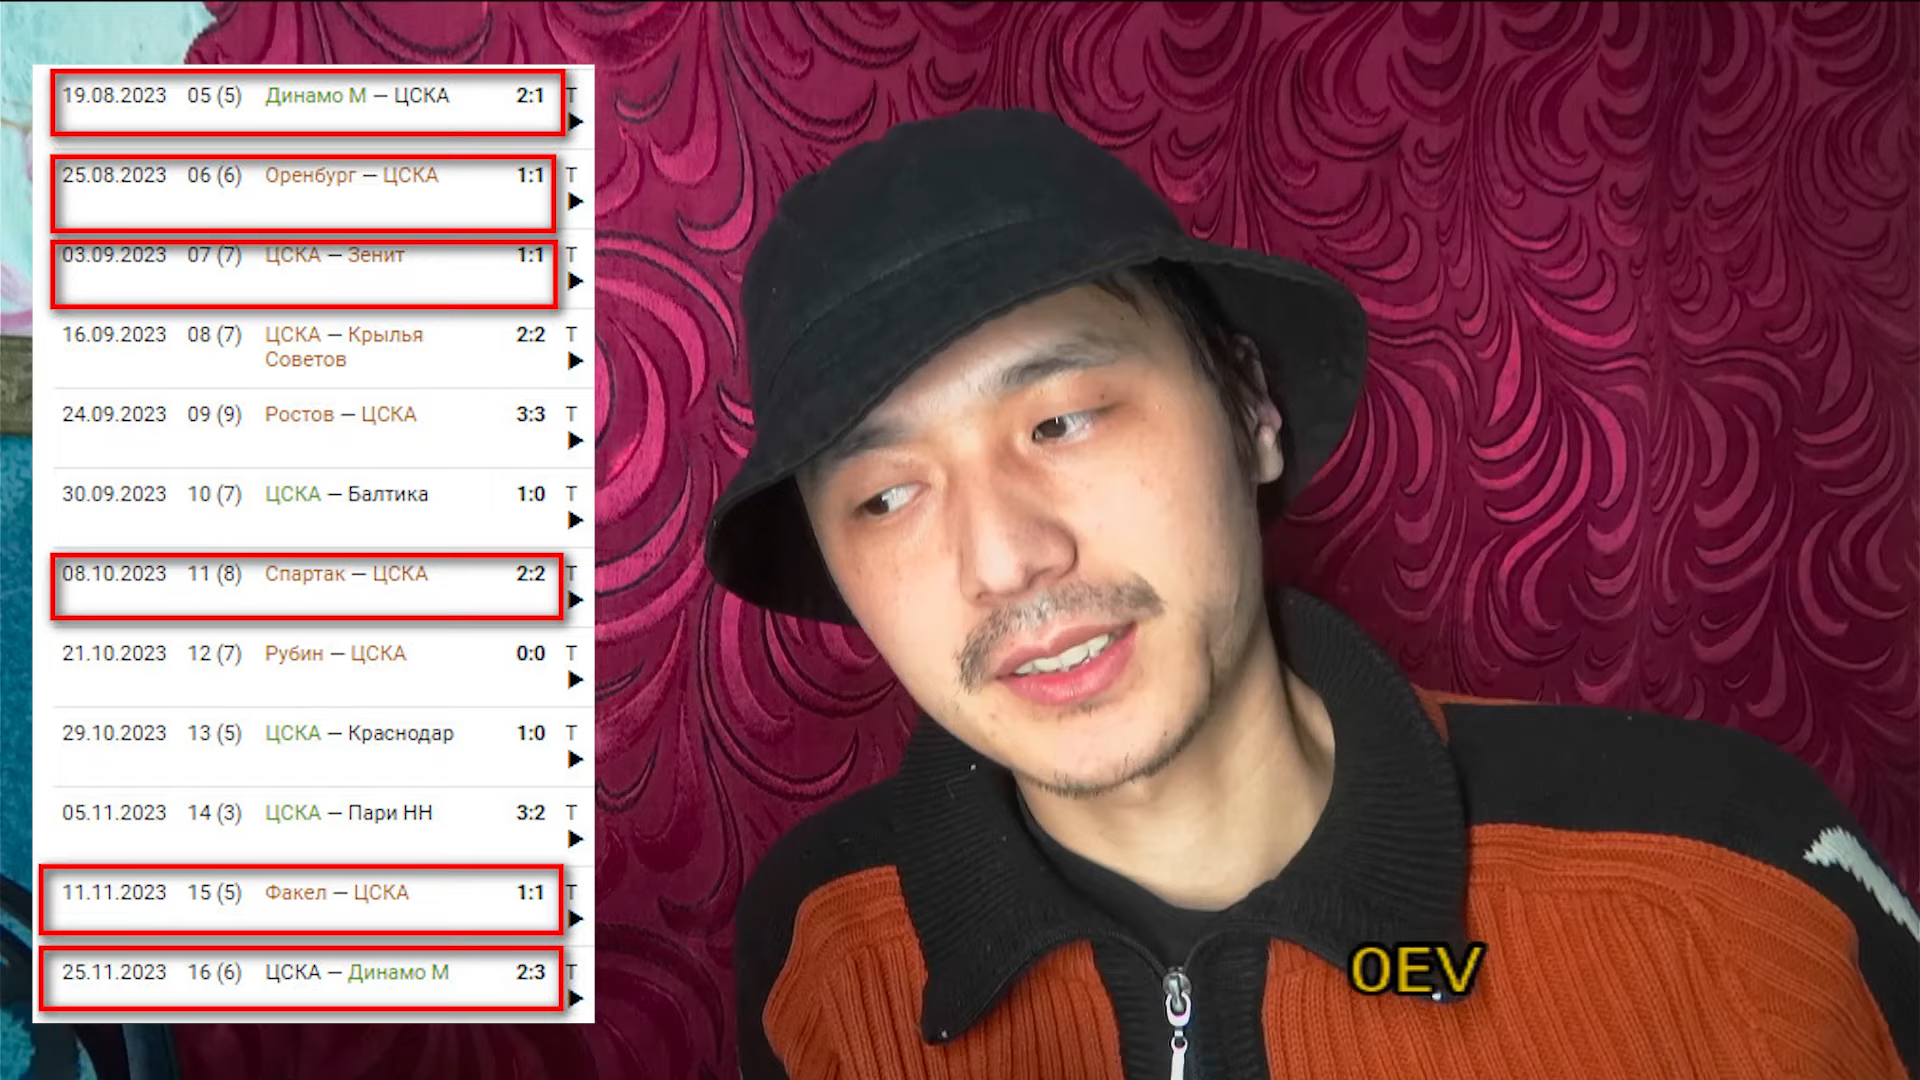 19.08.2023 05 (5) Динамо М — ЦСКА 2:1 Т
25.08.2023 06 (6) Оренбург — ЦСКА 1:1 Т
03.09.2023 07 (7) ЦСКА — Зенит 1:1 Т
16.09.2023 08 (7) ЦСКА — Крылья 2:2 Т
Советов
24.09.2023 09 (9) Ростов — ЦСКА 3:3 Т
30.09.2023 10 (7) ЦСКА — Балтика 1:0 Т
08.10.2023 11 (8) Спартак — ЦСКА 2:2 Т
21.10.2023 12 (7) Рубин — ЦСКА 0:0 Т
29.10.2023 13 (5) ЦСКА — Краснодар 1:0 Т
05.11.2023 14 (3) ЦСКА — Пари НН 3:2 Т
11.11.2023 15 (5) Факел — ЦСКА 1:1 Т
25.11.2023 16 (6) ЦСКА — Динамо М 2:3 Т
OEV